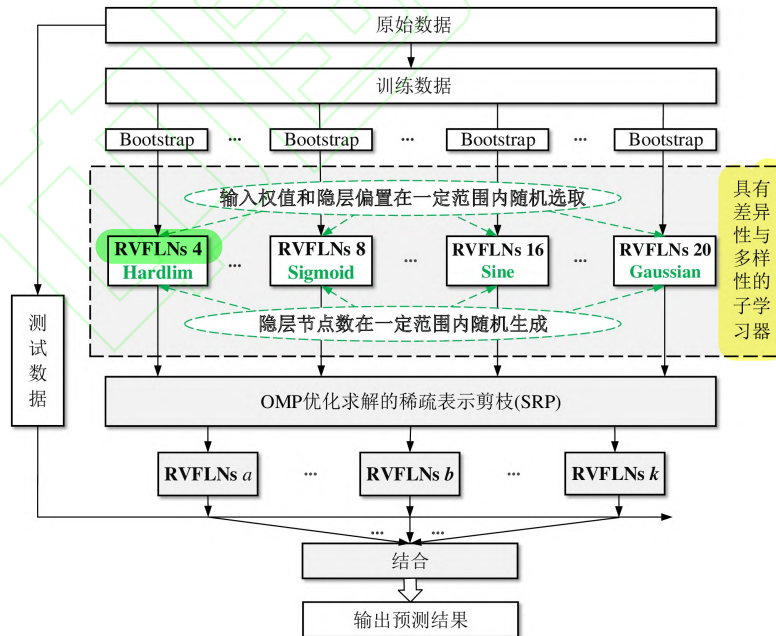 原始数据
训练数据
Bootstrap ... Bootstrap ... Bootstrap ... Bootstrap
输入权值和隐层偏置在一定范围内随机选取
RVFLNs 4
Hardlim
...
RVFLNs 8
Sigmoid
...
RVFLNs 16
Sine
...
RVFLNs 20
Gaussian
隐层节点数在一定范围内随机生成
具有
差异
性与
多样
性的
子学
习器
测
试
数
据
OMP优化求解的稀疏表示剪枝(SRP)
RVFLNs a ... RVFLNs b ... RVFLNs k
... ...
结合
输出预测结果